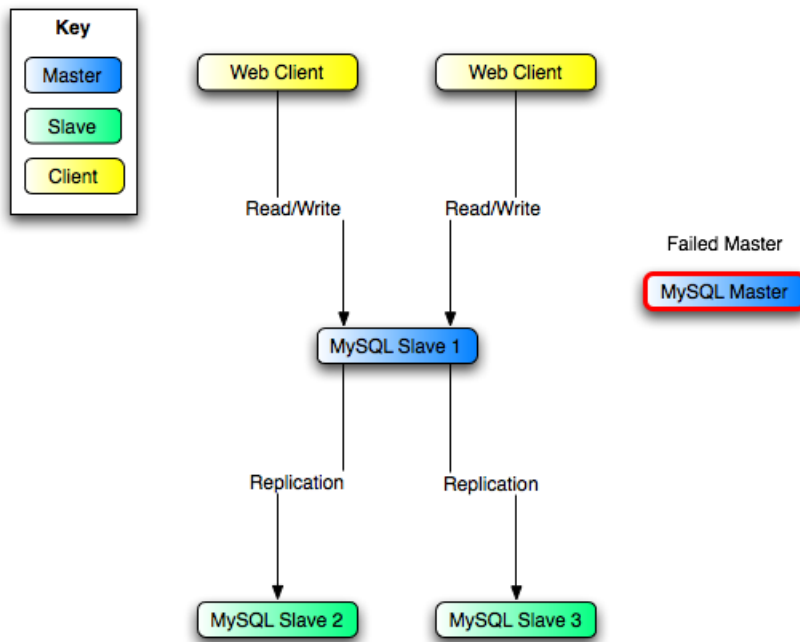 Key
Master
Slave
Client
Web Client
Web Client
Read/Write
Read/Write
Failed Master
MySQL Master
MySQL Slave 1
Replication
Replication
MySQL Slave 2
MySQL Slave 3